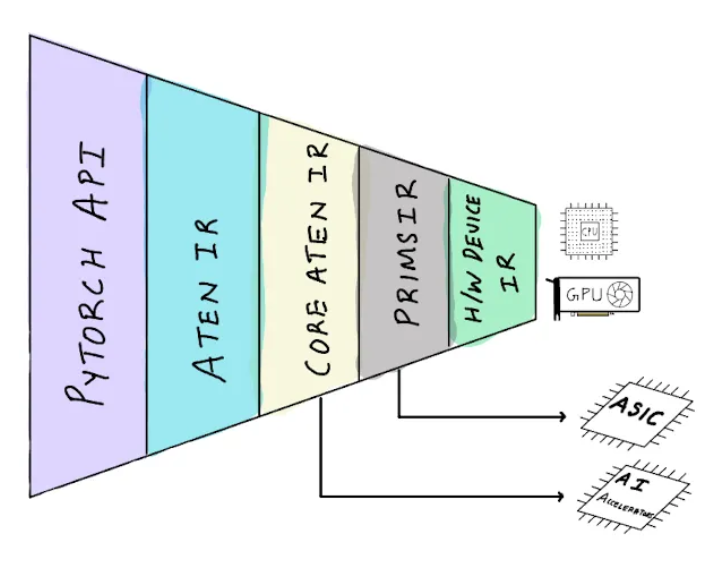 PYTORCH API
ATEN IR
CORE ATEN IR
PRIMSIR
H/W DEVICE
IR
CPU
GPU
ASIC
AI
ACCELERATORS